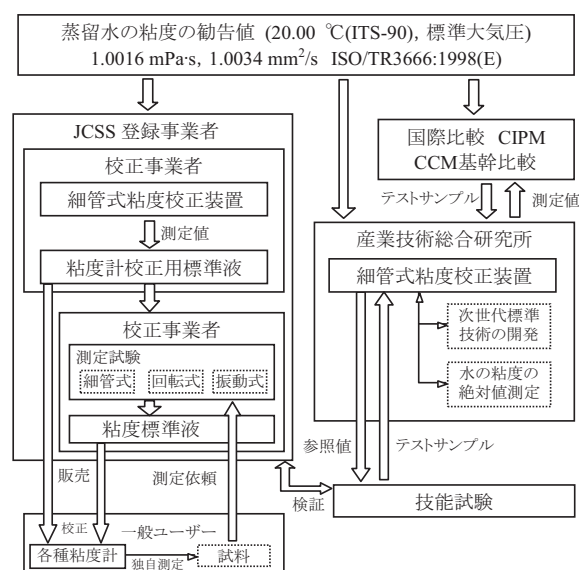 蒸留水の粘度の勧告値 (20.00 ℃(ITS-90), 標準大気圧)
1.0016 mPa·s, 1.0034 mm²/s ISO/TR3666:1998(E)
JCSS 登録事業者
校正事業者
細管式粘度校正装置
測定値
粘度計校正用標準液
校正事業者
測定試験
細管式 回転式 振動式
粘度標準液
販売
測定依頼
校正
一般ユーザー
各種粘度計
独自測定
試料
国際比較 CIPM
CCM基幹比較
テストサンプル
測定値
産業技術総合研究所
細管式粘度校正装置
次世代標準
技術の開発
水の粘度の
絶対値測定
参照値
テストサンプル
検証
技能試験